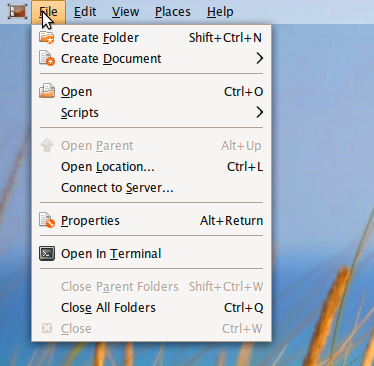 File Edit View Places Help
Create Folder Shift+Ctrl+N
Create Document
Open Ctrl+O
Scripts
Open Parent Alt+Up
Open Location... Ctrl+L
Connect to Server...
Properties Alt+Return
Open In Terminal
Close Parent Folders Shift+Ctrl+W
Close All Folders Ctrl+Q
Close Ctrl+W